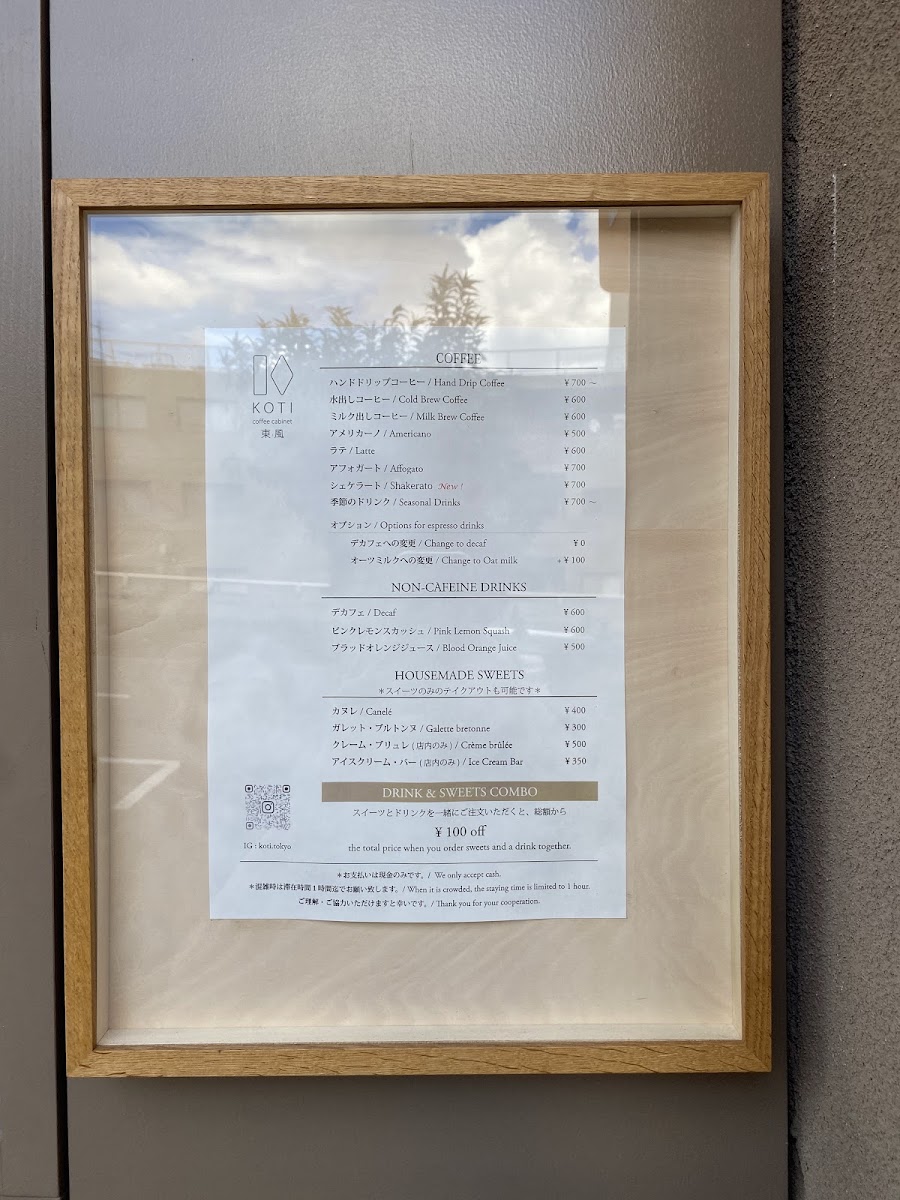 KOTI
coffee cabinet
東·風
COFFEE
ハンドドリップコーヒー / Hand Drip Coffee ¥700 ～
水出しコーヒー / Cold Brew Coffee ¥600
ミルク出しコーヒー / Milk Brew Coffee ¥600
アメリカーノ / Americano ¥500
ラテ / Latte ¥600
アフォガート / Affogato ¥700
シェケラート / Shakerato New ! ¥700
季節のドリンク / Seasonal Drinks ¥700 ～
オプション / Options for espresso drinks
デカフェへの変更 / Change to decaf ¥0
オーツミルクへの変更 / Change to Oat milk + ¥100
NON-CAFEINE DRINKS
デカフェ / Decaf ¥600
ピンクレモンスカッシュ / Pink Lemon Squash ¥600
ブラッドオレンジジュース / Blood Orange Juice ¥500
HOUSEMADE SWEETS
＊スイーツのみのテイクアウトも可能です＊
カヌレ / Canelé ¥400
ガレット・ブルトンヌ / Galette bretonne ¥300
クレーム・ブリュレ ( 店内のみ ) / Crème brûlée ¥500
アイスクリーム・バー ( 店内のみ ) / Ice Cream Bar ¥350
DRINK & SWEETS COMBO
スイーツとドリンクを一緒にご注文いただくと、総額から
¥100 off
the total price when you order sweets and a drink together.
IG : koti.tokyo
＊お支払いは現金のみです。/ We only accept cash.
＊混雑時は滞在時間1時間迄でお願い致します。/ When it is crowded, the staying time is limited to 1 hour.
ご理解・ご協力いただけますと幸いです。/ Thank you for your cooperation.